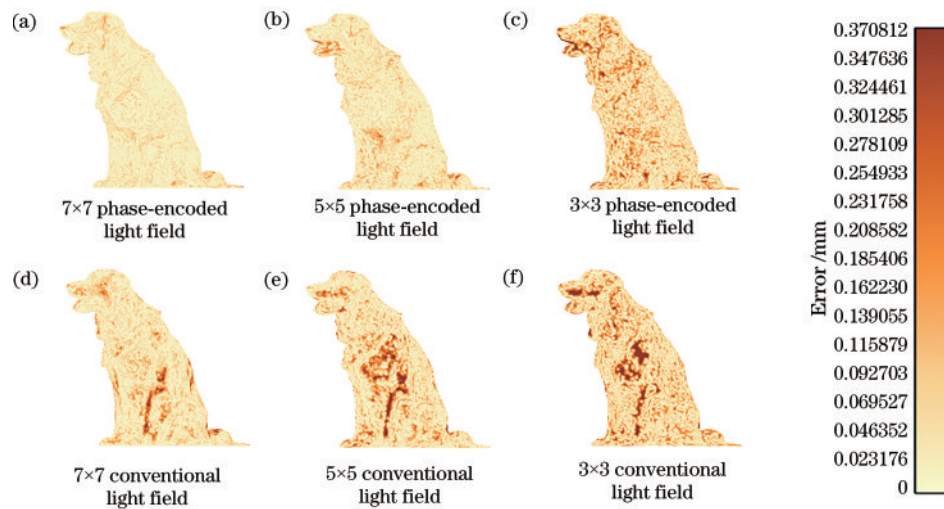 (a)
(b)
(c)
7×7 phase-encoded
light field
5×5 phase-encoded
light field
3×3 phase-encoded
light field
(d)
(e)
(f)
7×7 conventional
light field
5×5 conventional
light field
3×3 conventional
light field
Error /mm
0.370812
0.347636
0.324461
0.301285
0.278109
0.254933
0.231758
0.208582
0.185406
0.162230
0.139055
0.115879
0.092703
0.069527
0.046352
0.023176
0